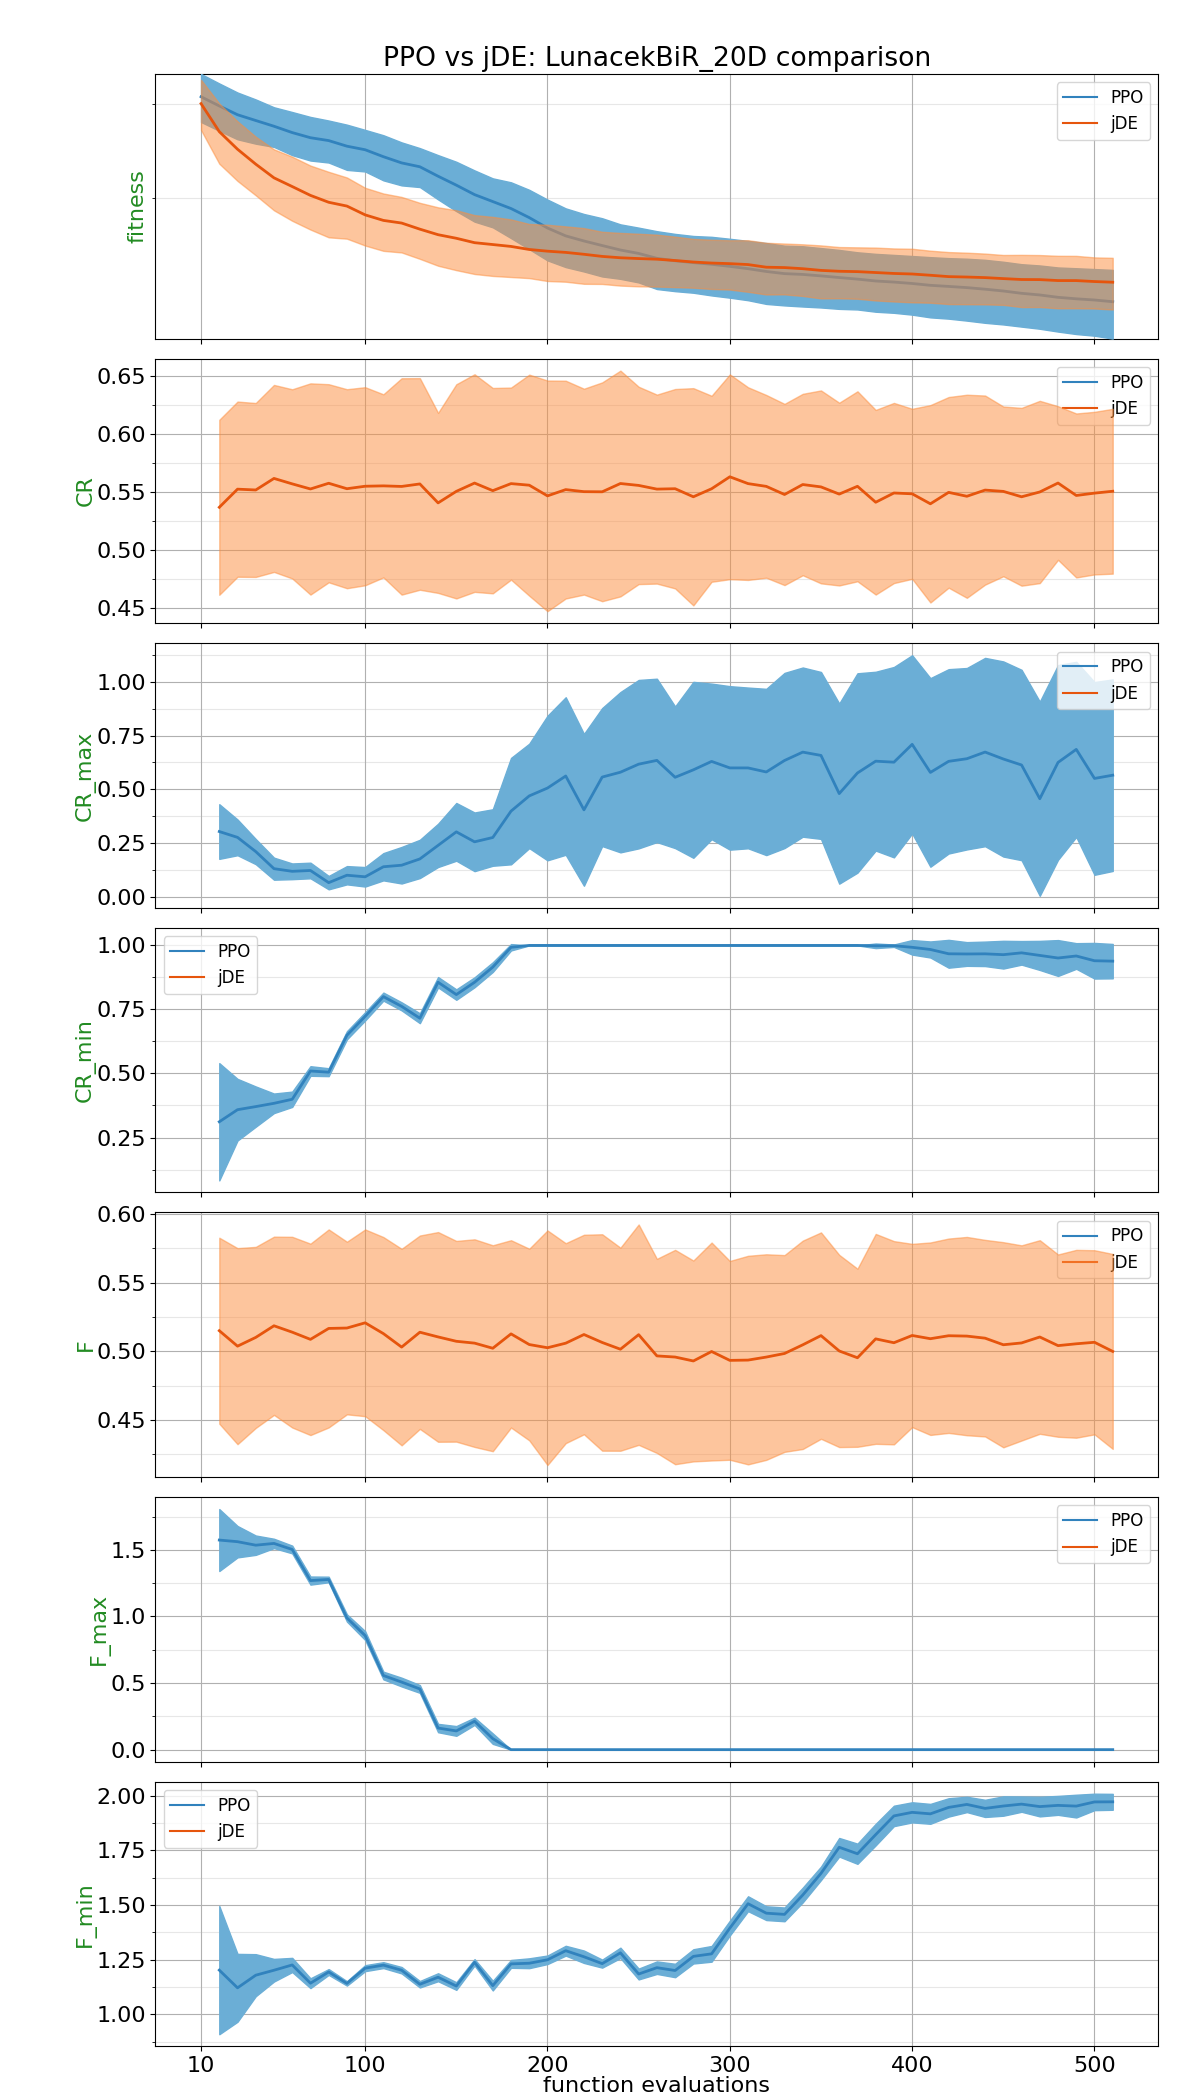 PPO vs jDE: LunacekBiR_20D comparison
fitness
PPO
jDE
CR
0.65
0.60
0.55
0.50
0.45
PPO
jDE
CR_max
1.00
0.75
0.50
0.25
0.00
PPO
jDE
CR_min
1.00
0.75
0.50
0.25
PPO
jDE
F
0.60
0.55
0.50
0.45
PPO
jDE
F_max
1.5
1.0
0.5
0.0
PPO
jDE
F_min
2.00
1.75
1.50
1.25
1.00
PPO
jDE
10 100 200 300 400 500
function evaluations